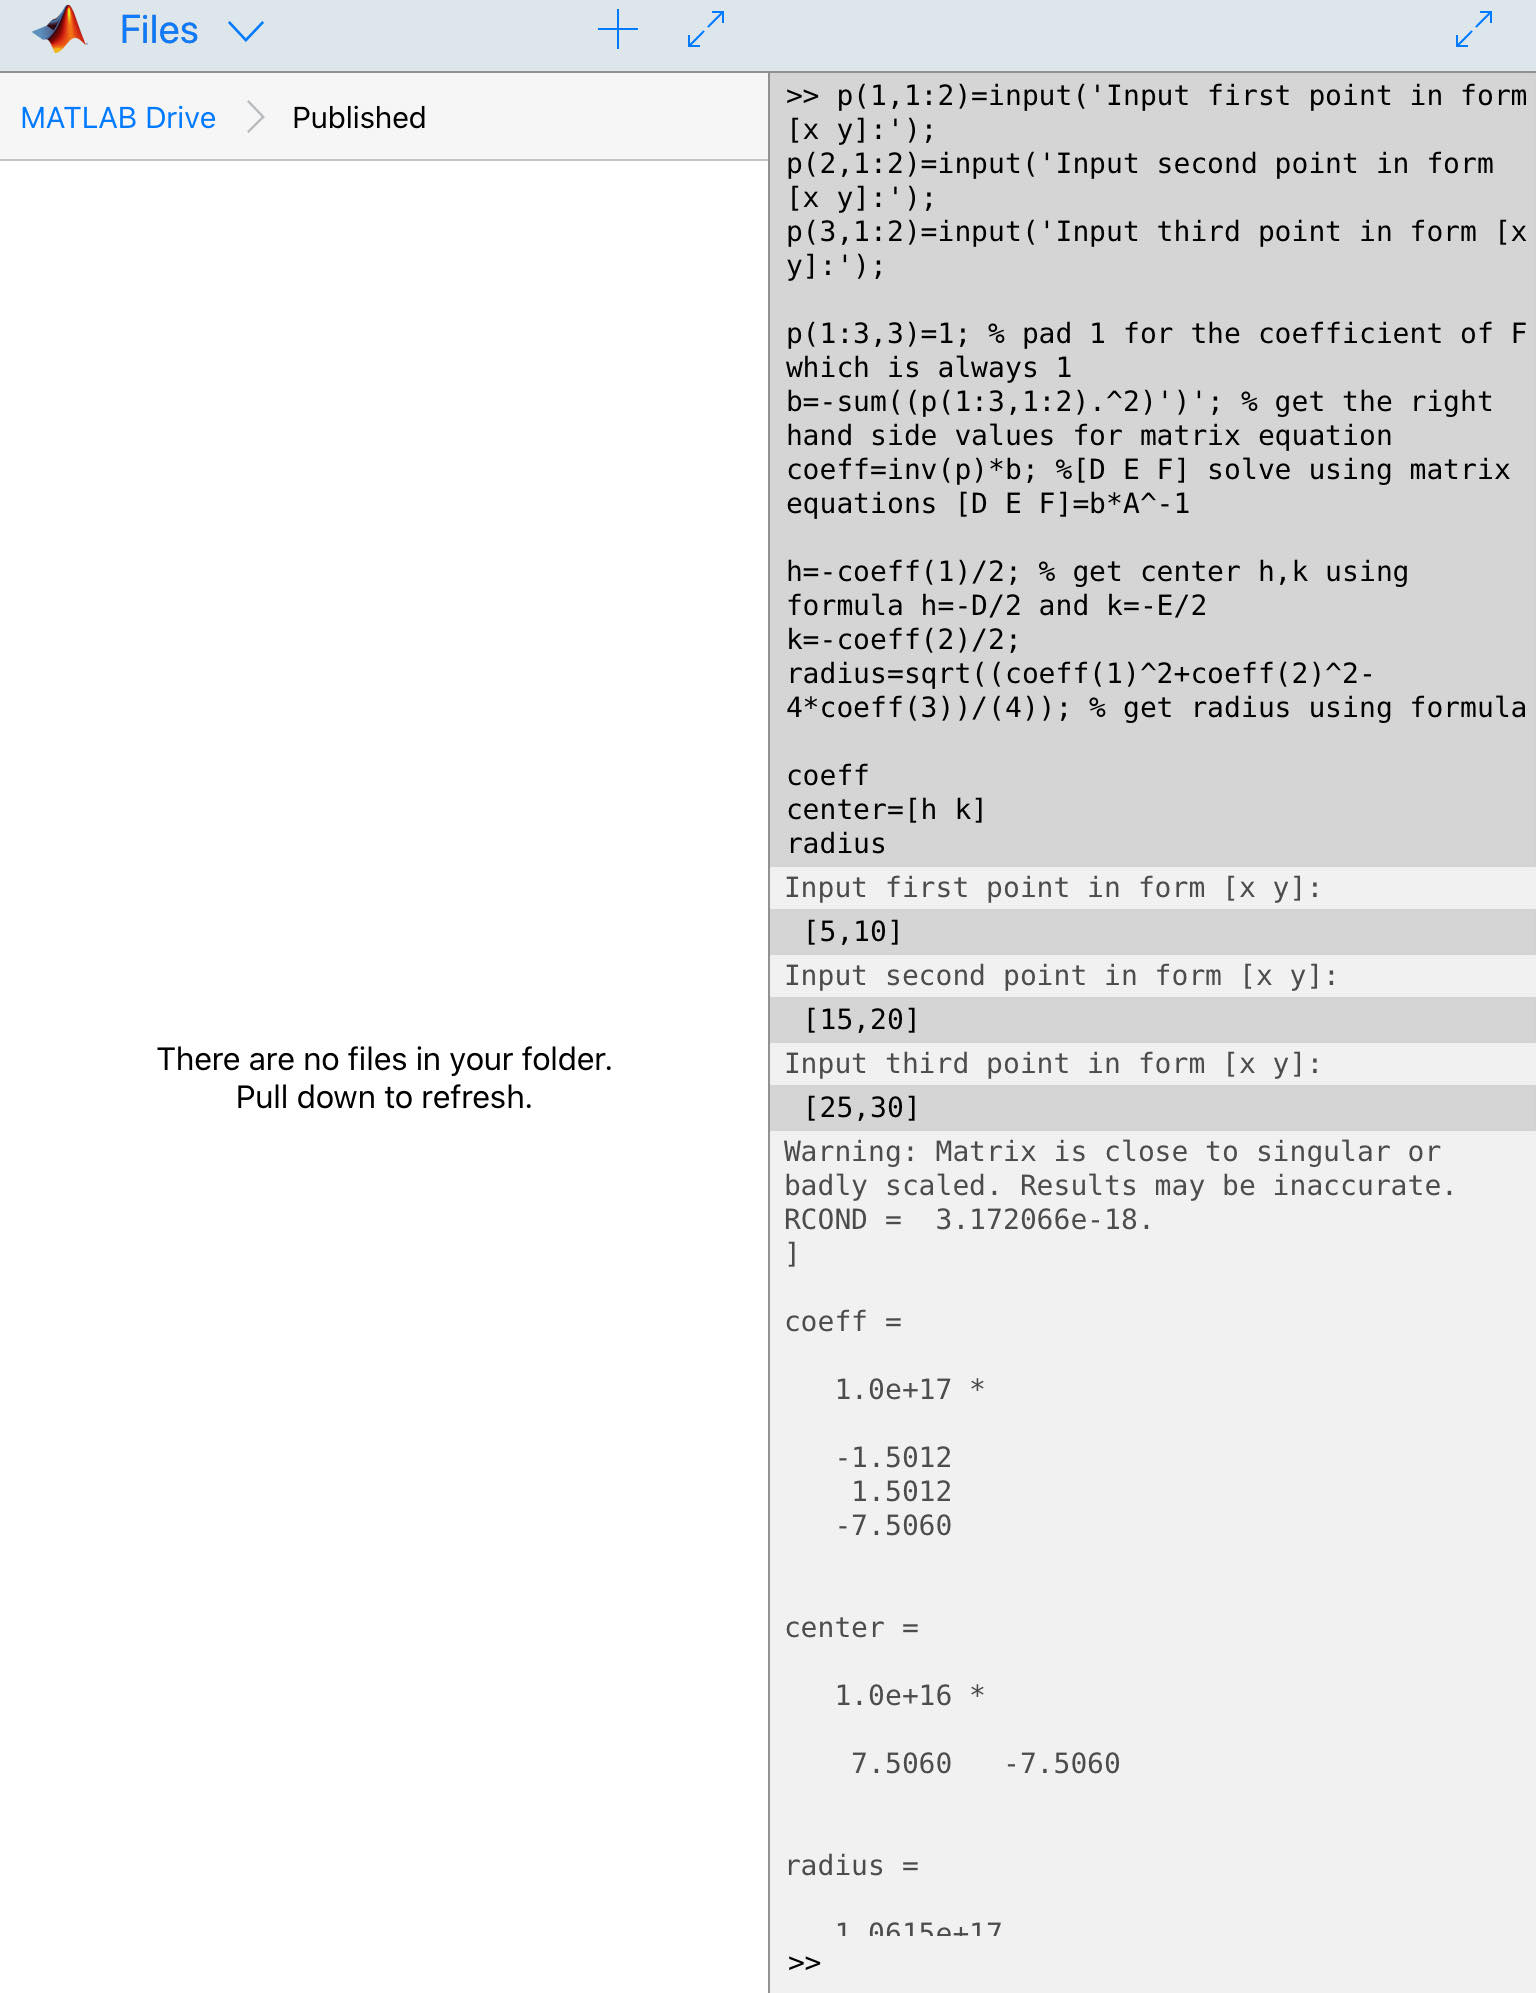 Files
MATLAB Drive
Published
There are no files in your folder.
Pull down to refresh.
>> p(1,1:2)=input('Input first point in form
[x y]:');
p(2,1:2)=input('Input second point in form
[x y]:');
p(3,1:2)=input('Input third point in form [x
y]:');
p(1:3,3)=1; % pad 1 for the coefficient of F
which is always 1
b=-sum((p(1:3,1:2).^2)')'; % get the right
hand side values for matrix equation
coeff=inv(p)*b; %[D E F] solve using matrix
equations [D E F]=b*A^-1
h=-coeff(1)/2; % get center h,k using
formula h=-D/2 and k=-E/2
k=-coeff(2)/2;
radius=sqrt((coeff(1)^2+coeff(2)^2-
4*coeff(3))/(4)); % get radius using formula
coeff
center=[h k]
radius
Input first point in form [x y]:
[5,10]
Input second point in form [x y]:
[15,20]
Input third point in form [x y]:
[25,30]
Warning: Matrix is close to singular or
badly scaled. Results may be inaccurate.
RCOND =  3.172066e-18.
]
coeff =
1.0e+17 *
-1.5012
1.5012
-7.5060
center =
1.0e+16 *
7.5060   -7.5060
radius =
1.0615e+17
>>